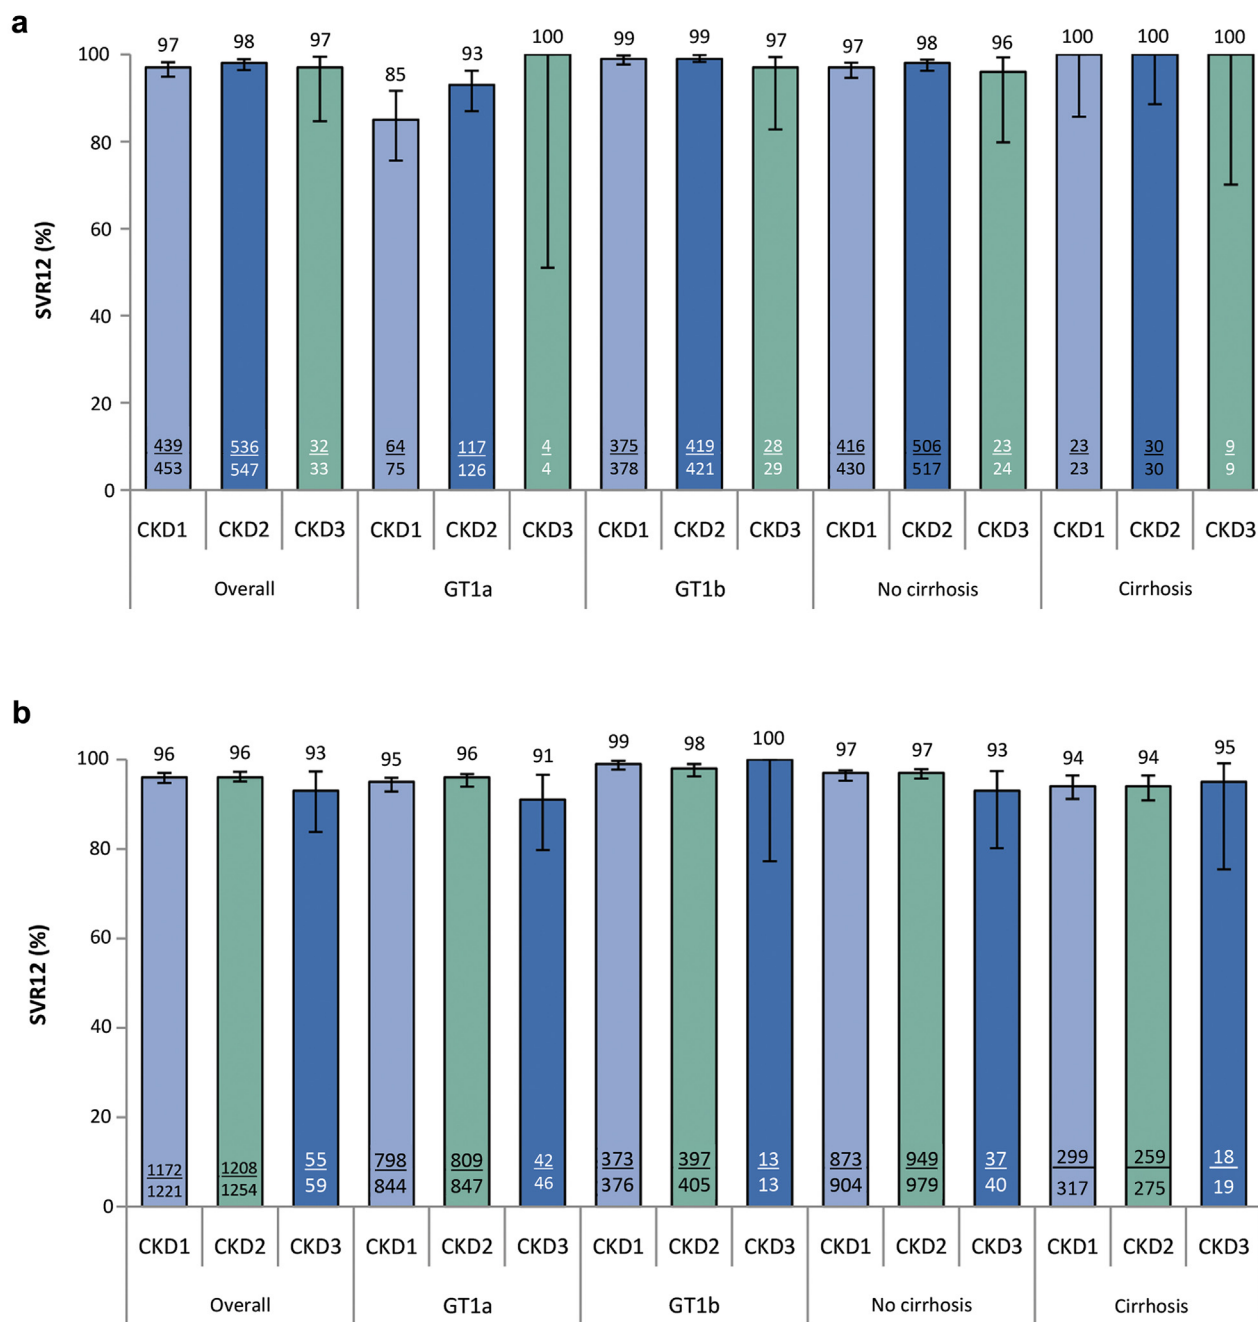 a
97 98 97 85 93 100 99 99 97 97 98 96 100 100 100
100
80
60
40
20
0
SVR12 (%)
439 536 32 64 117 4 375 419 28 416 506 23 23 30 9
453 547 33 75 126 4 378 421 29 430 517 24 23 30 9
CKD1 CKD2 CKD3 CKD1 CKD2 CKD3 CKD1 CKD2 CKD3 CKD1 CKD2 CKD3 CKD1 CKD2 CKD3
Overall GT1a GT1b No cirrhosis Cirrhosis
b
96 96 93 95 96 91 99 98 100 97 97 93 94 94 95
100
80
60
40
20
0
SVR12 (%)
1172 1208 55 798 809 42 373 397 13 873 949 37 299 259 18
1221 1254 59 844 847 46 376 405 13 904 979 40 317 275 19
CKD1 CKD2 CKD3 CKD1 CKD2 CKD3 CKD1 CKD2 CKD3 CKD1 CKD2 CKD3 CKD1 CKD2 CKD3
Overall GT1a GT1b No cirrhosis Cirrhosis